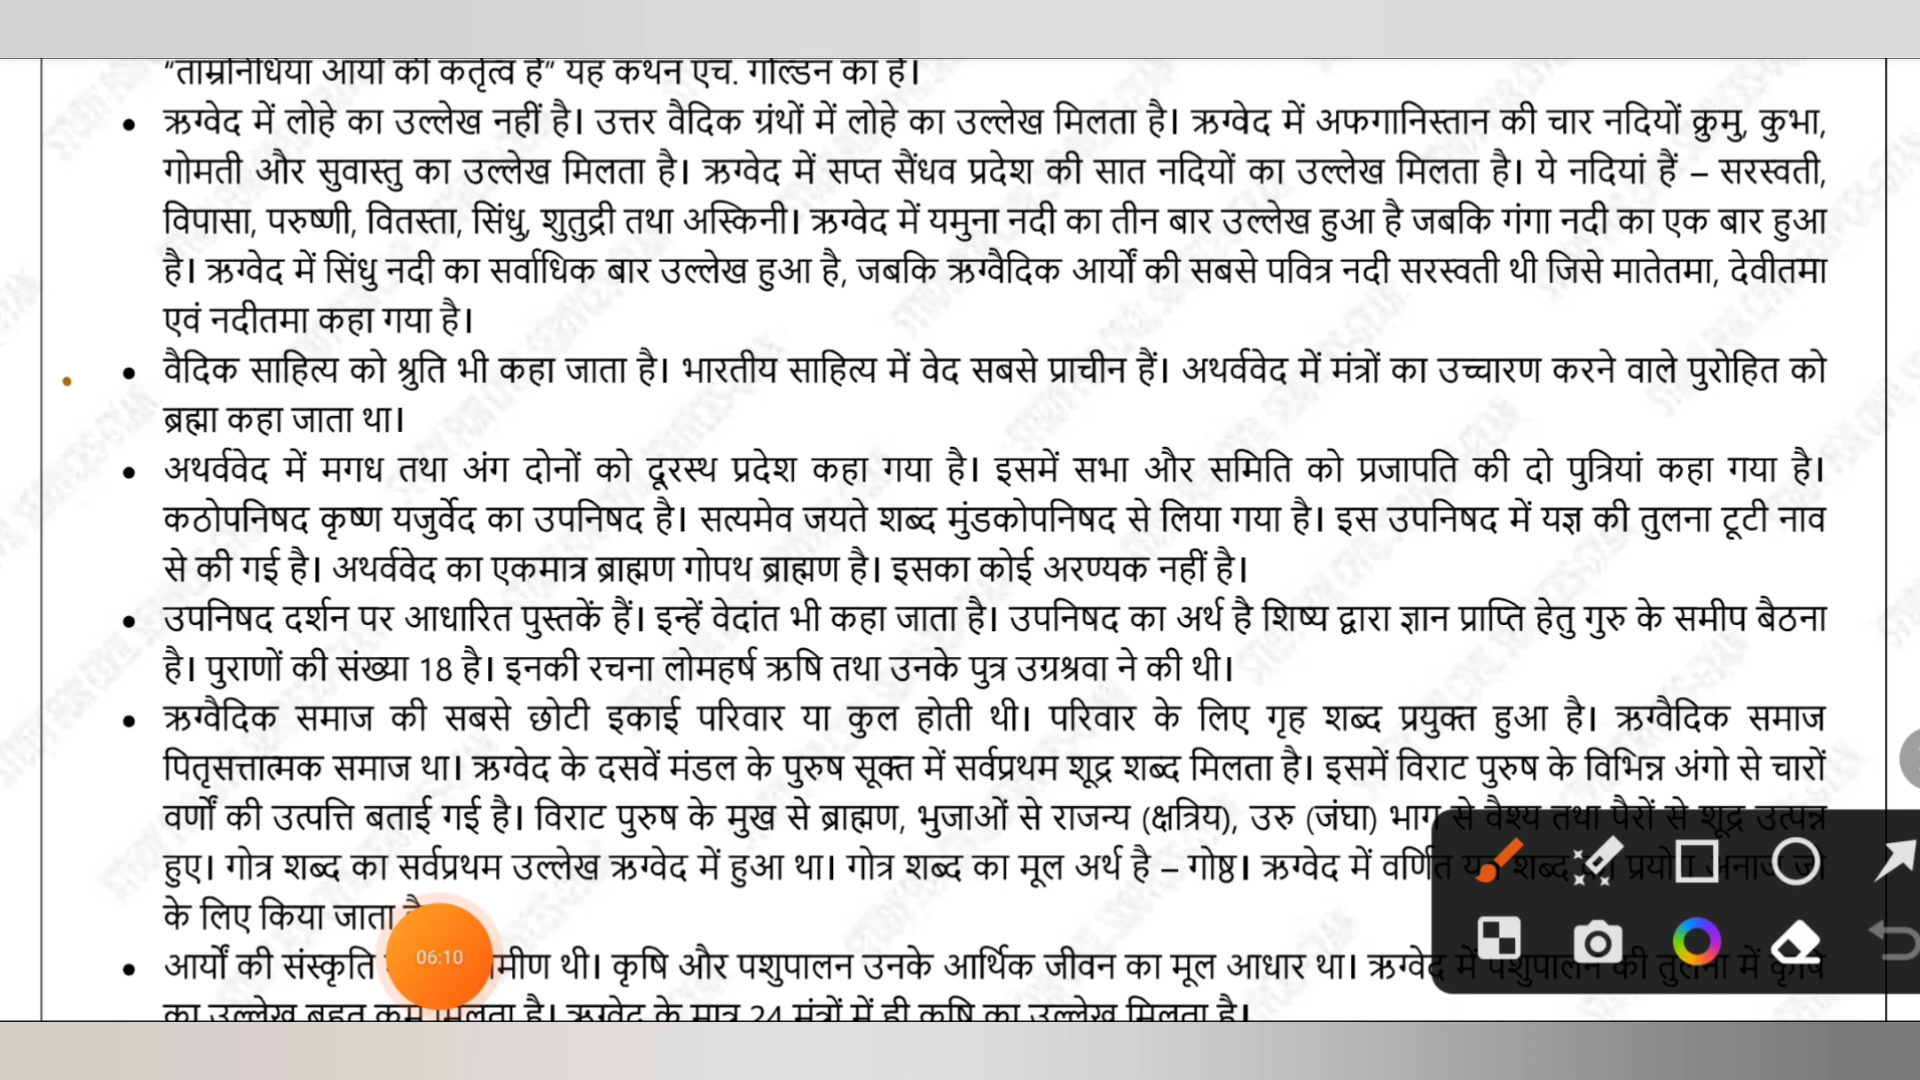 “ताम्रनिधियां आर्यों की कर्तृत्व है” यह कथन एच. गोल्डन का है।
• ऋग्वेद में लोहे का उल्लेख नहीं है। उत्तर वैदिक ग्रंथों में लोहे का उल्लेख मिलता है। ऋग्वेद में अफगानिस्तान की चार नदियों क्रुमु, कुभा,
गोमती और सुवास्तु का उल्लेख मिलता है। ऋग्वेद में सप्त सैंधव प्रदेश की सात नदियों का उल्लेख मिलता है। ये नदियां हैं – सरस्वती,
विपासा, परुष्णी, वितस्ता, सिंधु, शुतुद्री तथा अस्किनी। ऋग्वेद में यमुना नदी का तीन बार उल्लेख हुआ है जबकि गंगा नदी का एक बार हुआ
है। ऋग्वेद में सिंधु नदी का सर्वाधिक बार उल्लेख हुआ है, जबकि ऋग्वैदिक आर्यों की सबसे पवित्र नदी सरस्वती थी जिसे मातेतमा, देवीतमा
एवं नदीतमा कहा गया है।
• वैदिक साहित्य को श्रुति भी कहा जाता है। भारतीय साहित्य में वेद सबसे प्राचीन हैं। अथर्ववेद में मंत्रों का उच्चारण करने वाले पुरोहित को
ब्रह्मा कहा जाता था।
• अथर्ववेद में मगध तथा अंग दोनों को दूरस्थ प्रदेश कहा गया है। इसमें सभा और समिति को प्रजापति की दो पुत्रियां कहा गया है।
कठोपनिषद कृष्ण यजुर्वेद का उपनिषद है। सत्यमेव जयते शब्द मुंडकोपनिषद से लिया गया है। इस उपनिषद में यज्ञ की तुलना टूटी नाव
से की गई है। अथर्ववेद का एकमात्र ब्राह्मण गोपथ ब्राह्मण है। इसका कोई अरण्यक नहीं है।
• उपनिषद दर्शन पर आधारित पुस्तकें हैं। इन्हें वेदांत भी कहा जाता है। उपनिषद का अर्थ है शिष्य द्वारा ज्ञान प्राप्ति हेतु गुरु के समीप बैठना
है। पुराणों की संख्या 18 है। इनकी रचना लोमहर्ष ऋषि तथा उनके पुत्र उग्रश्रवा ने की थी।
• ऋग्वैदिक समाज की सबसे छोटी इकाई परिवार या कुल होती थी। परिवार के लिए गृह शब्द प्रयुक्त हुआ है। ऋग्वैदिक समाज
पितृसत्तात्मक समाज था। ऋग्वेद के दसवें मंडल के पुरुष सूक्त में सर्वप्रथम शूद्र शब्द मिलता है। इसमें विराट पुरुष के विभिन्न अंगो से चारों
वर्णों की उत्पत्ति बताई गई है। विराट पुरुष के मुख से ब्राह्मण, भुजाओं से राजन्य (क्षत्रिय), उरु (जंघा) भाग से वैश्य तथा पैरों से शूद्र उत्पन्न
हुए। गोत्र शब्द का सर्वप्रथम उल्लेख ऋग्वेद में हुआ था। गोत्र शब्द का मूल अर्थ है – गोष्ठ। ऋग्वेद में वर्णित शब्द प्रयोग अनाज
के लिए किया जाता
06:10
• आर्यों की संस्कृति थी। कृषि और पशुपालन उनके आर्थिक जीवन का मूल आधार था। ऋग्वेद में पशुपालन की तुलना में कृषि
का उल्लेख बहुत कम मिलता है। ऋग्वेद के मात्र 24 मंत्रों में ही कृषि का उल्लेख मिलता है।